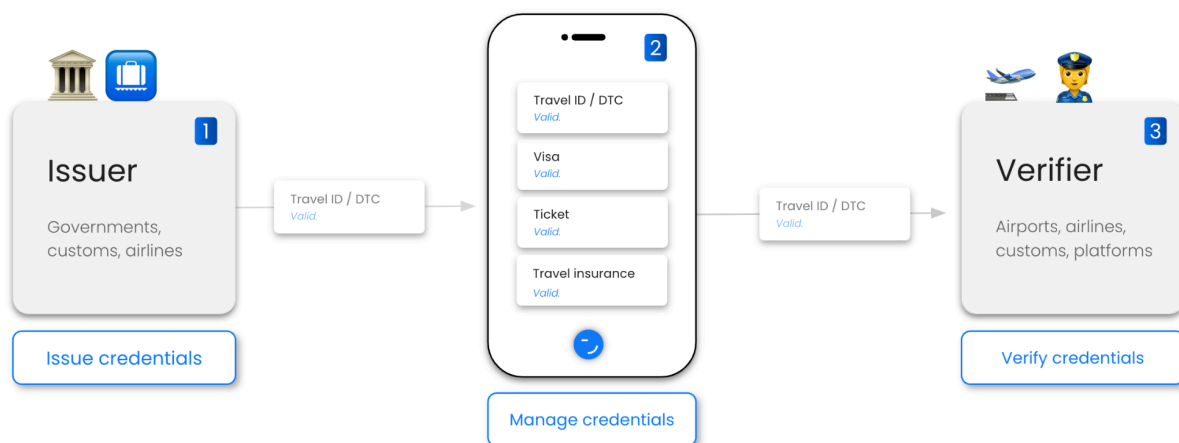 1
Issuer
Governments,
customs, airlines
Issue credentials
Travel ID / DTC
Valid.
2
Travel ID / DTC
Valid.
Visa
Valid.
Ticket
Valid.
Travel insurance
Valid.
Manage credentials
Travel ID / DTC
Valid.
3
Verifier
Airports, airlines,
customs, platforms
Verify credentials